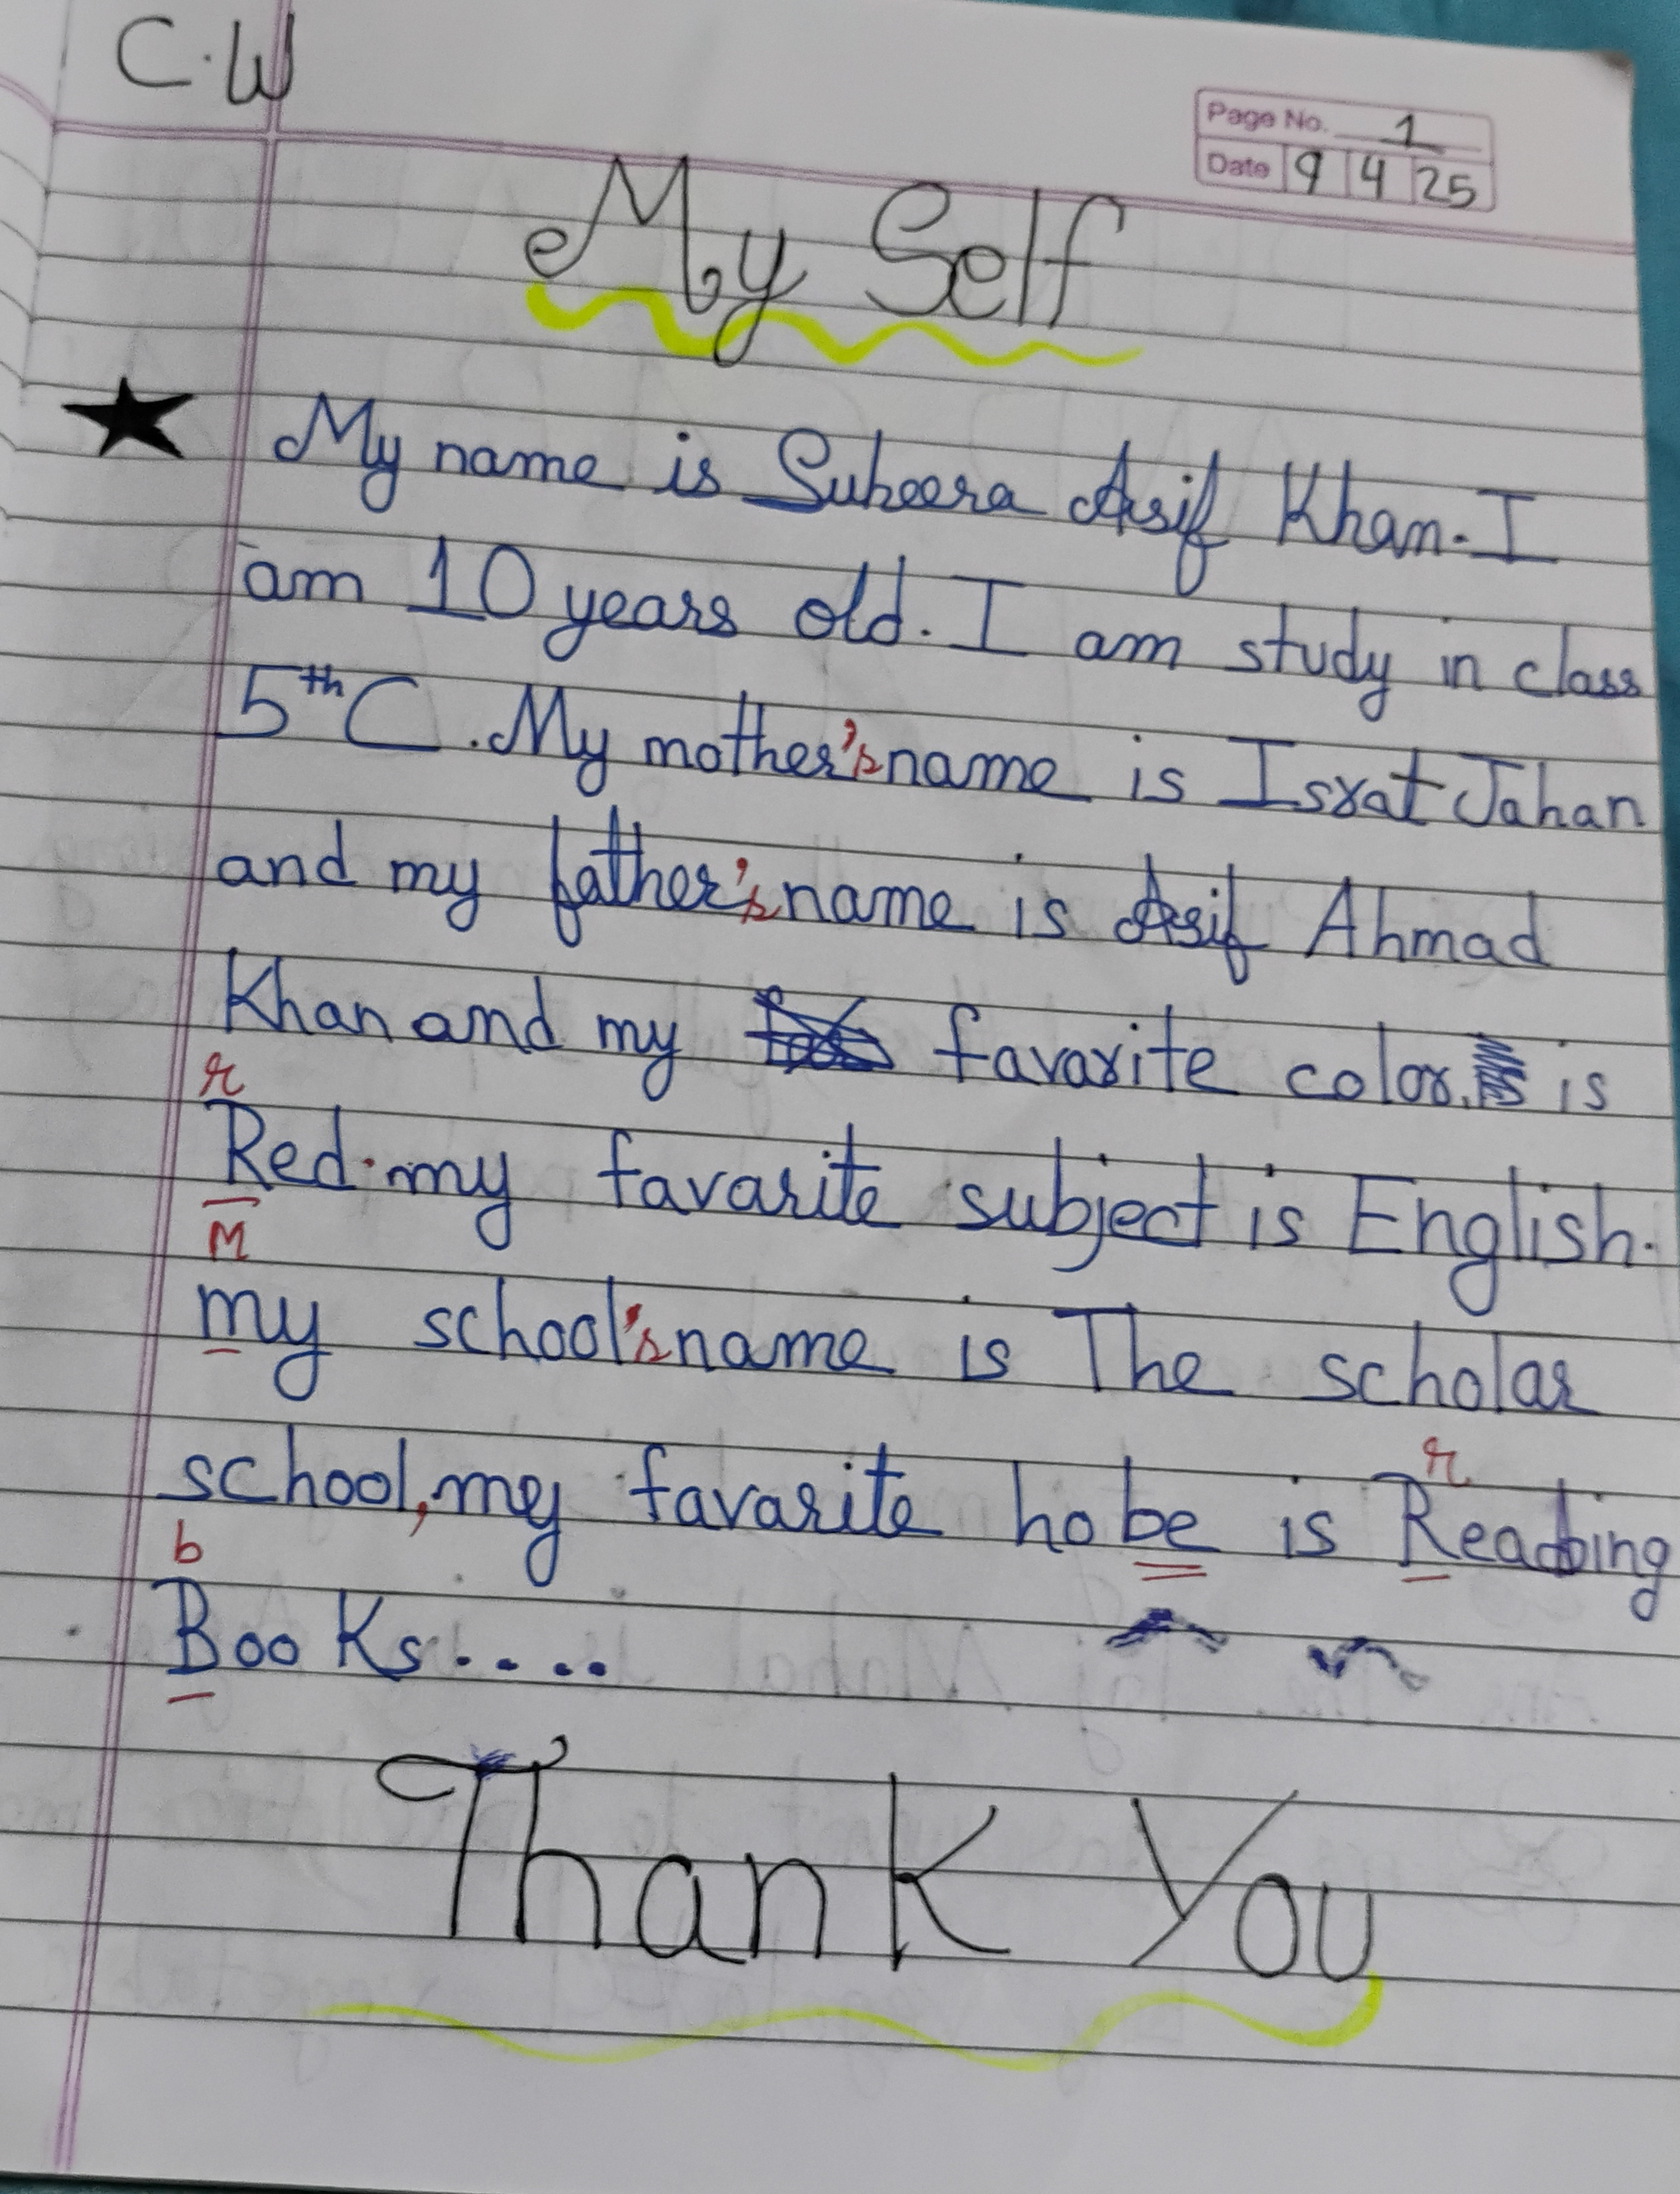 C.W
Page No. 1
Date 9 4 25
My Self
My name is Suheera Asif Khan. I
am 10 years old. I am study in class
5th C. My mother's name is Israt Jahan
and my father's name is Asif Ahmad
Khan and my favarite color. is
r
Red. my favarite subject is English.
M
my school's name is The scholar
r
school, my favarite hobe is Reading
b
Books....
Thank You